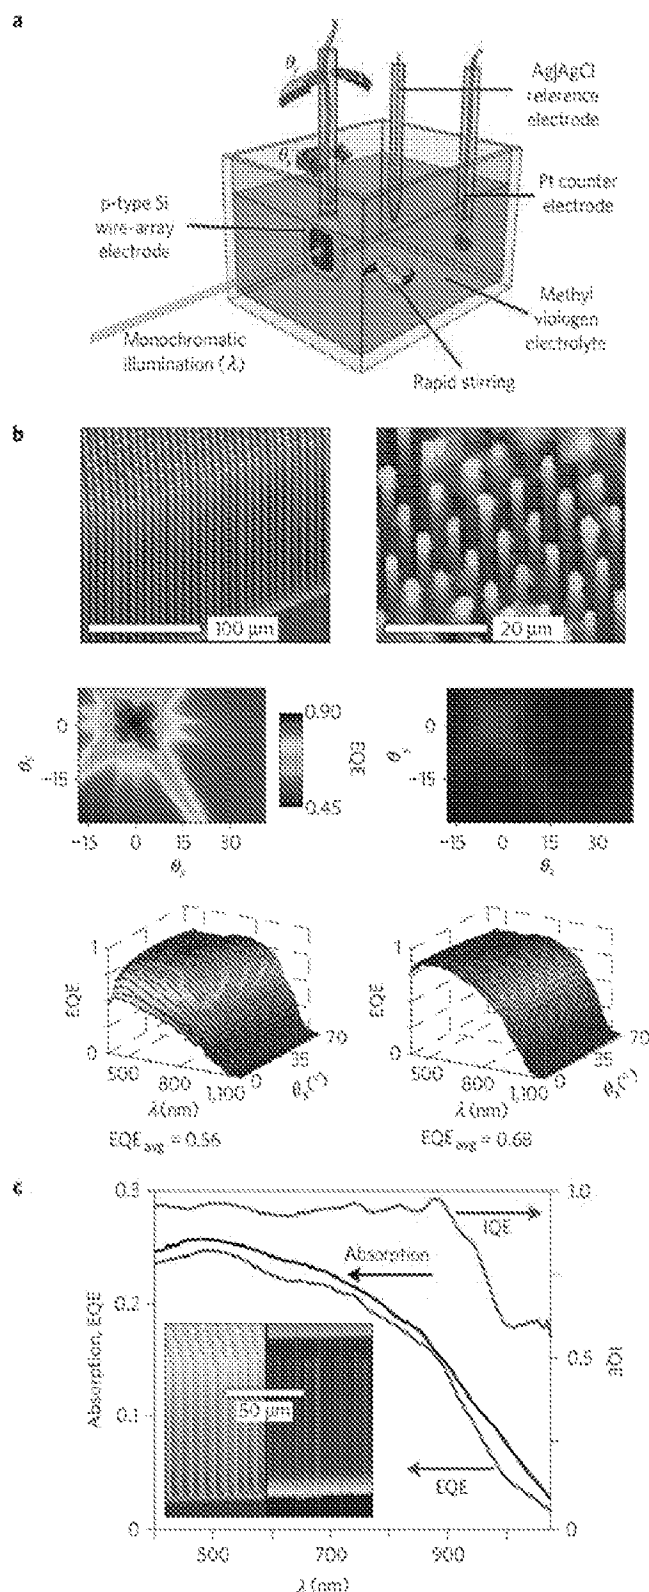 a
θy
θx
Ag|AgCl
reference
electrode
Pt counter
electrode
p-type Si
wire-array
electrode
Methyl
viologen
electrolyte
Monochromatic
illumination (λ)
Rapid stirring
b
100 µm
20 µm
0
-15
θy
-15 0 15 30
θx
0.90
0.45
EQE
0
-15
θy
-15 0 15 30
θx
1
EQE
0
500
800
1,100
λ (nm)
0
35
70
θx(°)
EQEavg = 0.56
1
EQE
0
500
800
1,100
λ (nm)
0
35
70
θx(°)
EQEavg = 0.68
c
0.3
0.2
0.1
0
Absorption, EQE
1.0
0.5
0
IQE
IQE
Absorption
50 µm
EQE
500 700 900
λ (nm)